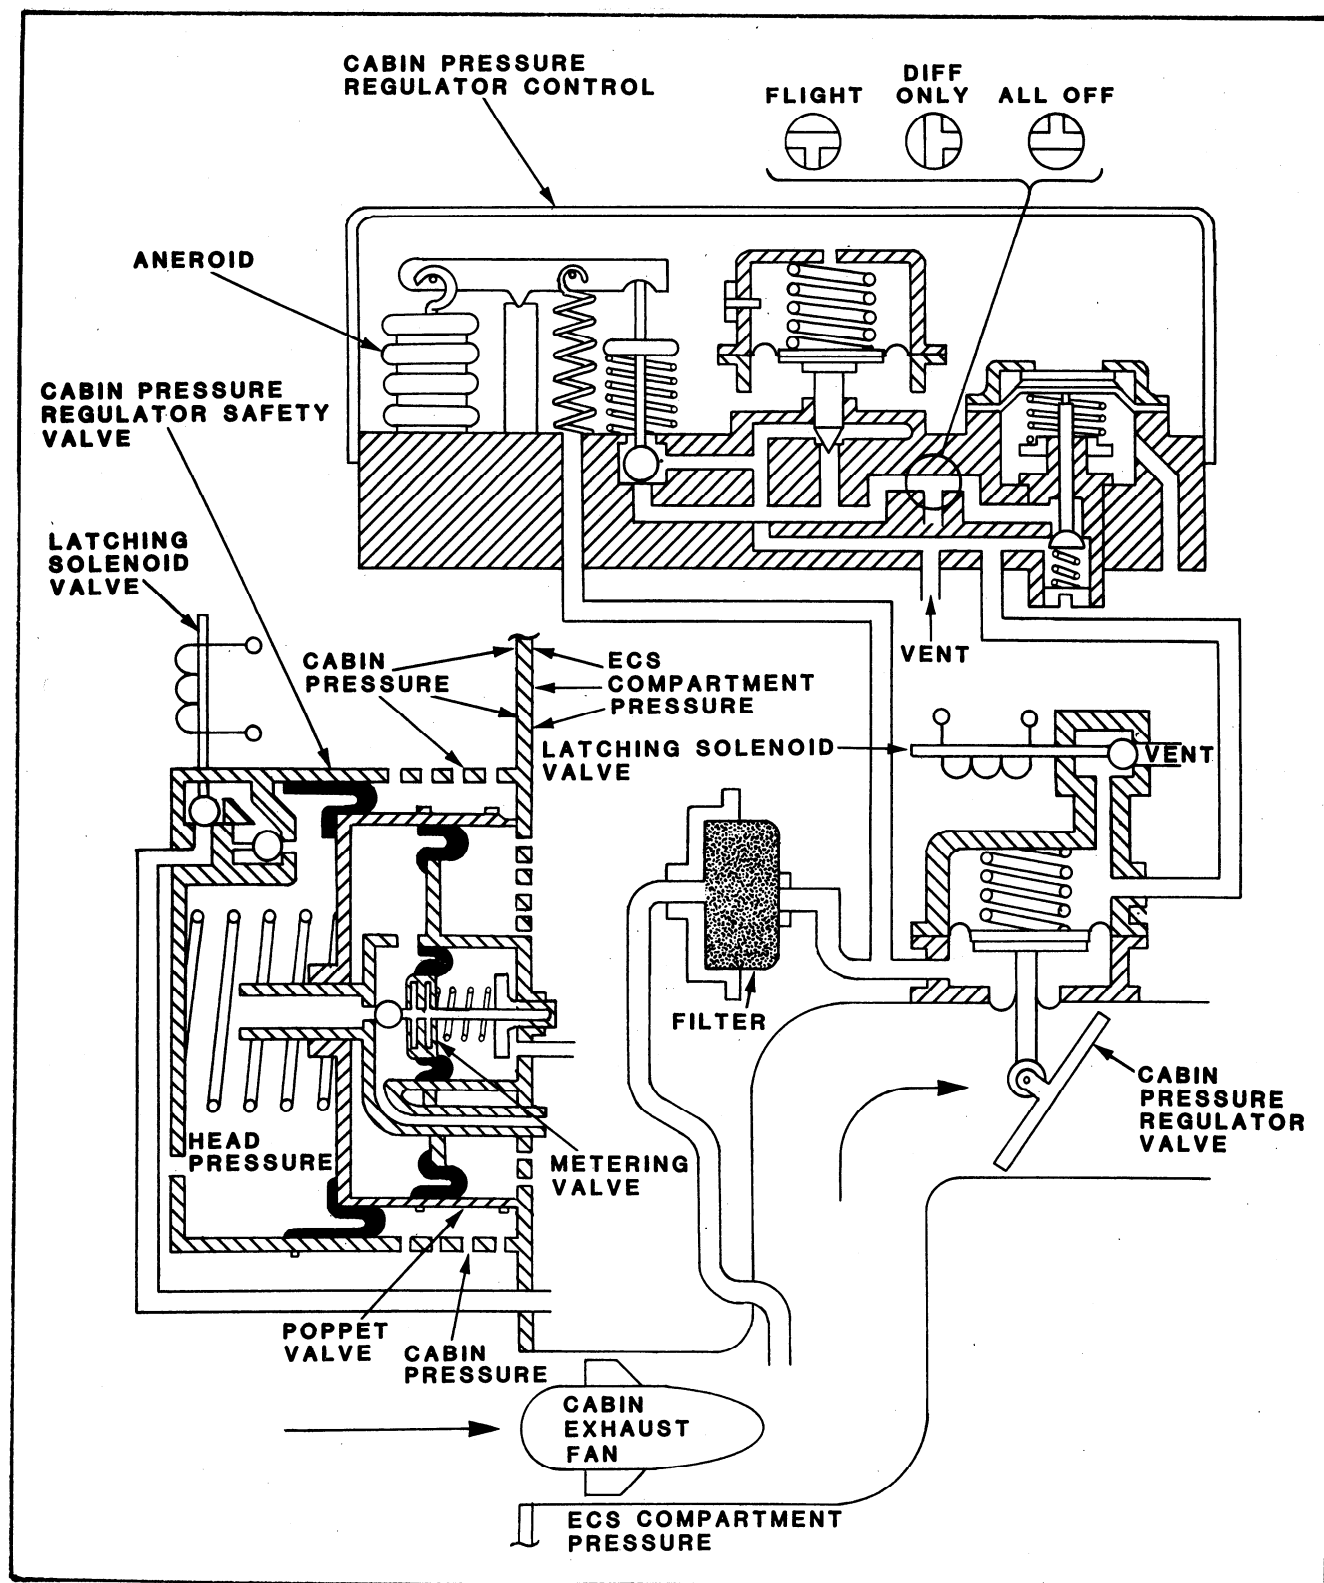 CABIN PRESSURE
REGULATOR CONTROL
FLIGHT
DIFF
ONLY
ALL OFF
ANEROID
CABIN PRESSURE
REGULATOR SAFETY
VALVE
LATCHING
SOLENOID
VALVE
CABIN
PRESSURE
ECS
COMPARTMENT
PRESSURE
VENT
LATCHING SOLENOID
VALVE
VENT
FILTER
CABIN
PRESSURE
REGULATOR
VALVE
HEAD
PRESSURE
METERING
VALVE
POPPET
VALVE
CABIN
PRESSURE
CABIN
EXHAUST
FAN
ECS COMPARTMENT
PRESSURE